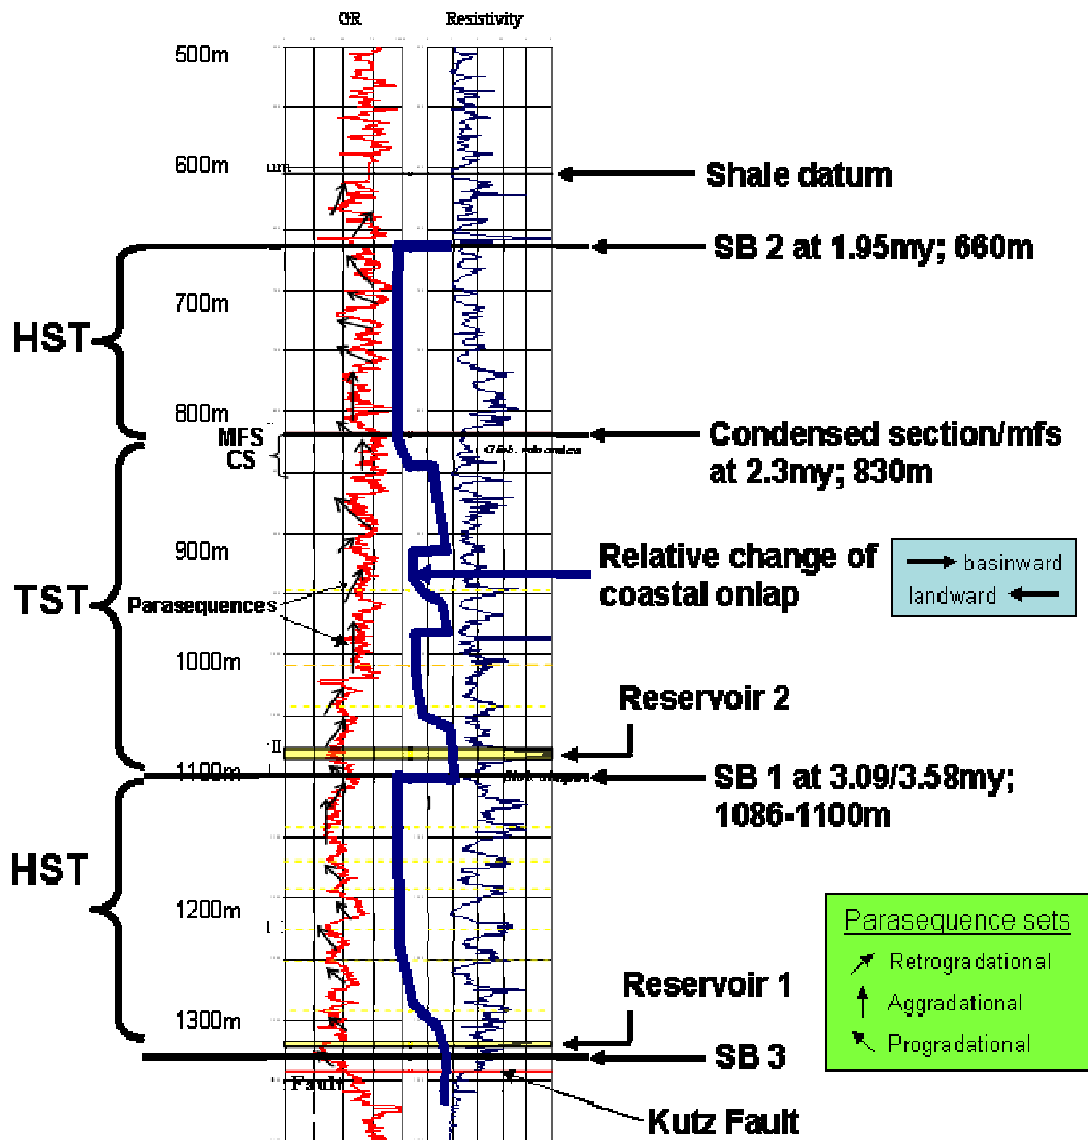 GR Resistivity
500m
600m
Shale datum
SB 2 at 1.95my; 660m
700m
HST
800m
MFS
CS
Condensed section/mfs
at 2.3my; 830m
900m
Relative change of
coastal onlap
basinward
landward
TST
Parasequences
1000m
Reservoir 2
II
1100m
SB 1 at 3.09/3.58my;
1086-1100m
HST
1200m
Parasequence sets
Retrogradational
Aggradational
Progradational
Reservoir 1
1300m
SB 3
Fault
Kutz Fault